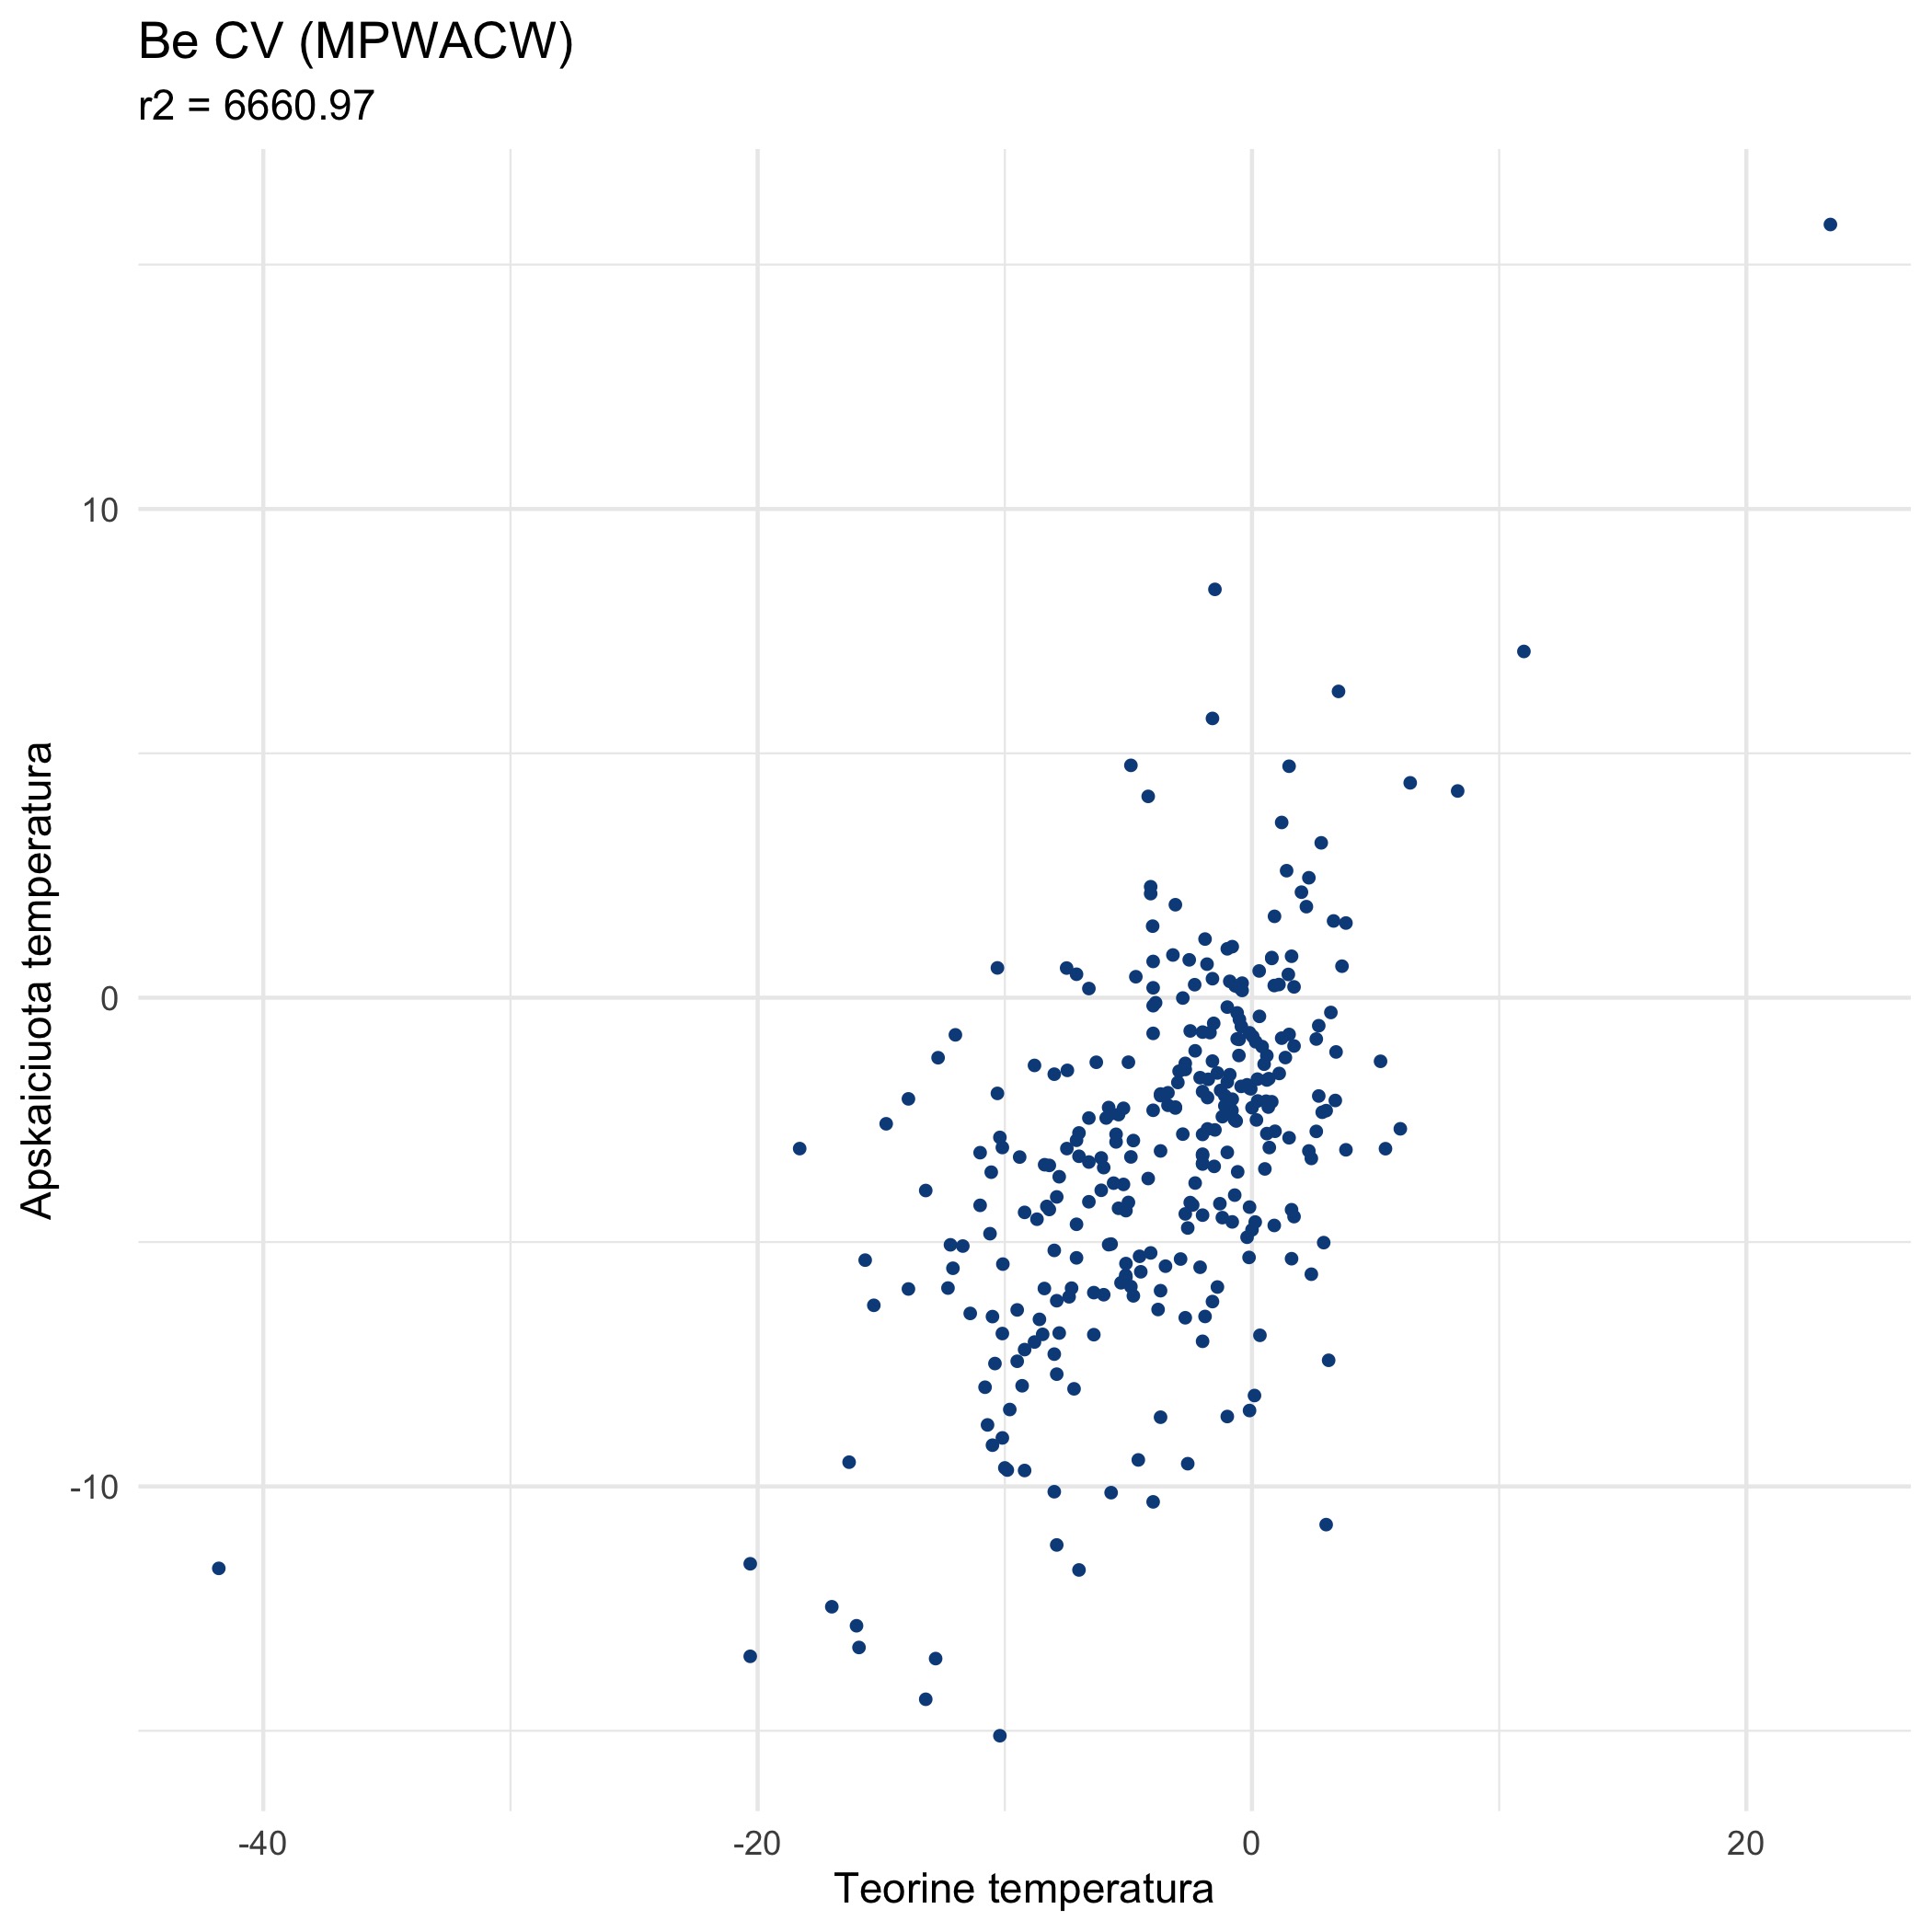 Be CV (MPWACW)
r2 = 6660.97
10
0
-10
Apskaiciuota temperatura
-40
-20
0
20
Teorine temperatura